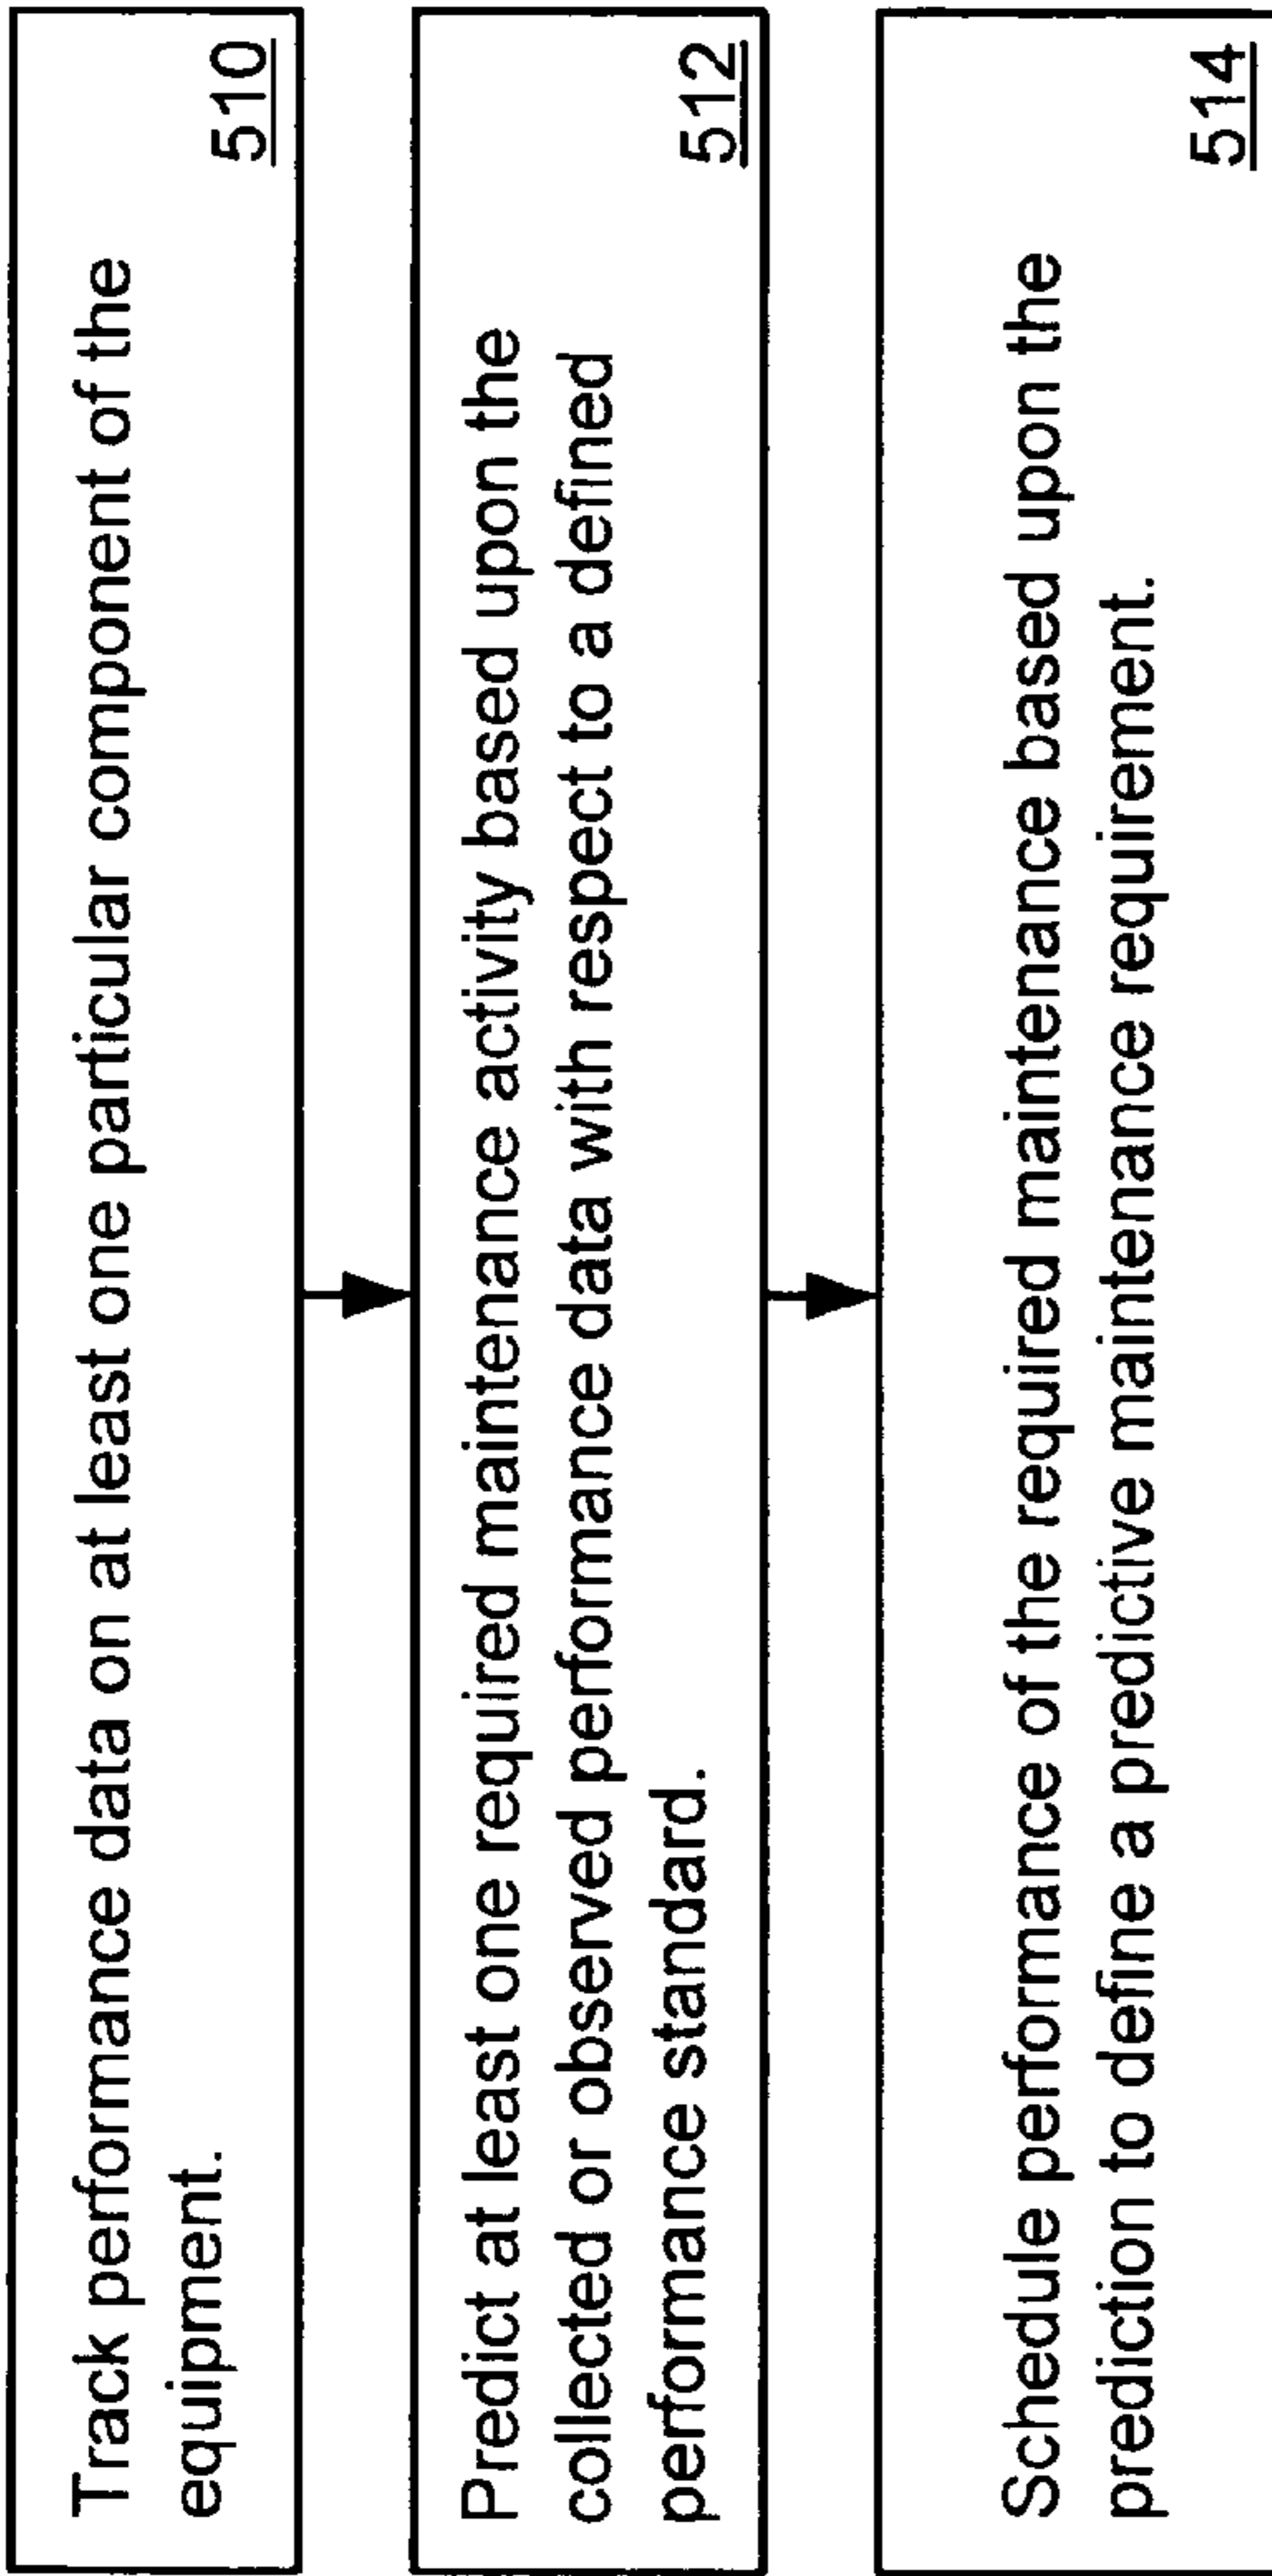 Track performance data on at least one particular component of the
equipment.
510
Predict at least one required maintenance activity based upon the
collected or observed performance data with respect to a defined
performance standard.
512
Schedule performance of the required maintenance based upon the
prediction to define a predictive maintenance requirement.
514